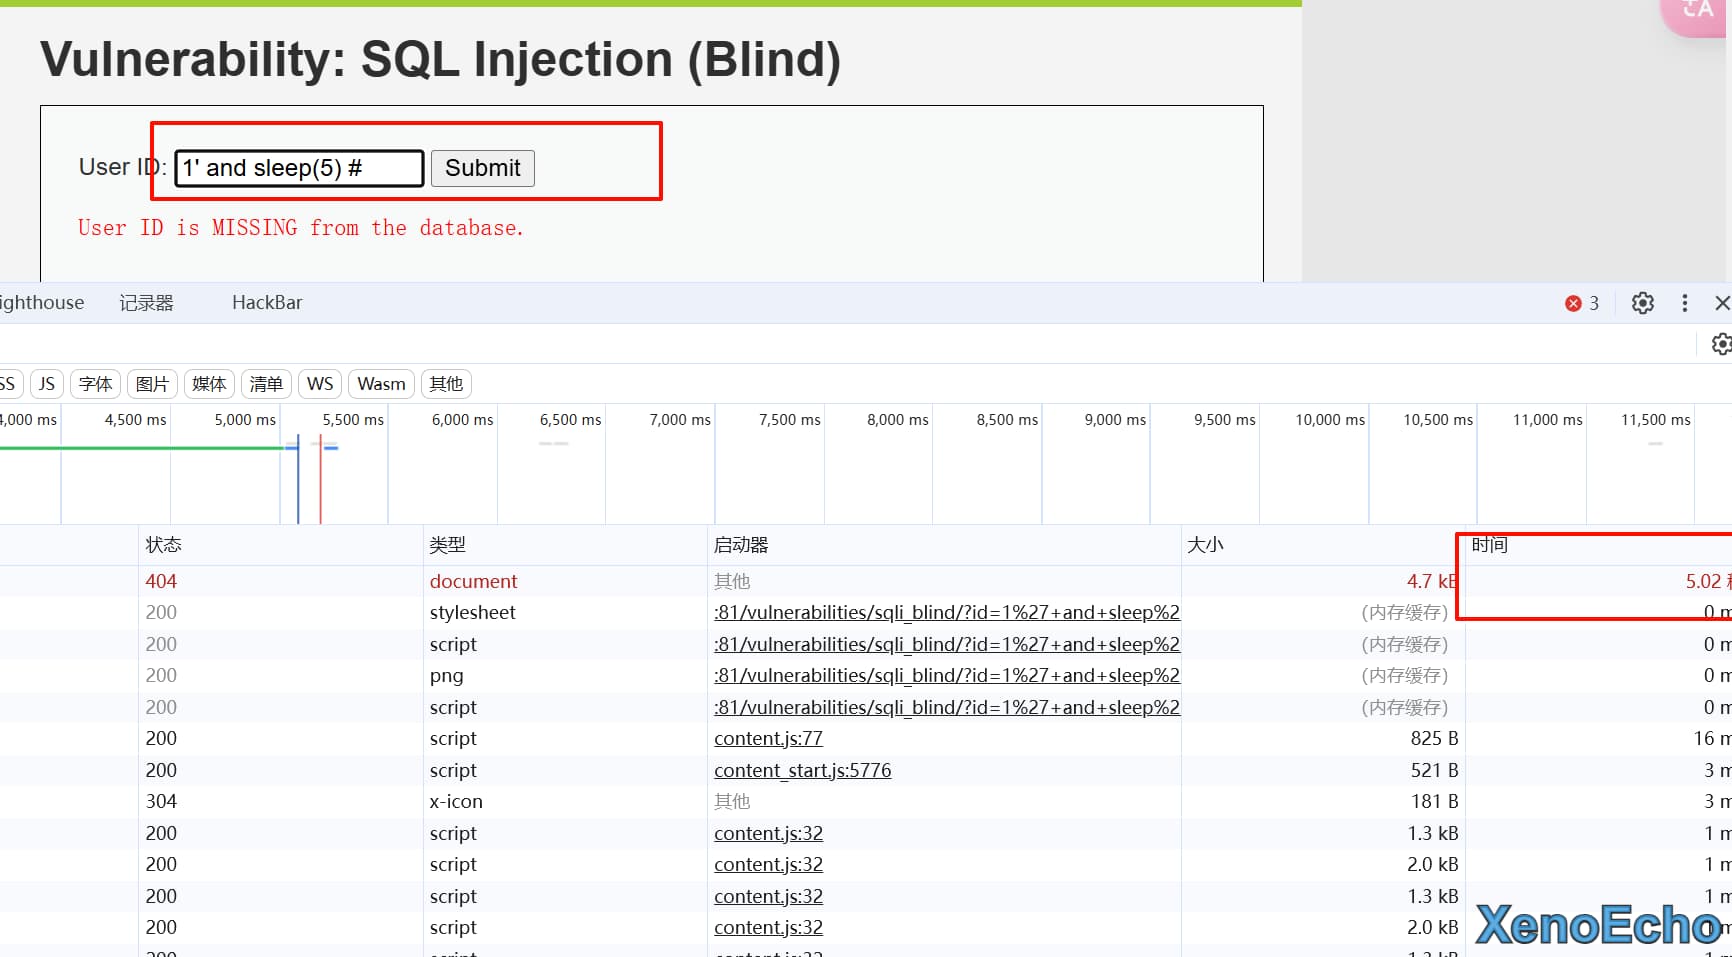 Vulnerability: SQL Injection (Blind)
User ID: 1' and sleep(5) # Submit
User ID is MISSING from the database.
ighthouse 记录器 HackBar 3
SS JS 字体 图片 媒体 清单 WS Wasm 其他
4,000 ms 4,500 ms 5,000 ms 5,500 ms 6,000 ms 6,500 ms 7,000 ms 7,500 ms 8,000 ms 8,500 ms 9,000 ms 9,500 ms 10,000 ms 10,500 ms 11,000 ms 11,500 ms
状态 类型 启动器 大小 时间
404 document 其他 4.7 kB 5.02
200 stylesheet :81/vulnerabilities/sqli_blind/?id=1%27+and+sleep%2 (内存缓存) 0 m
200 script :81/vulnerabilities/sqli_blind/?id=1%27+and+sleep%2 (内存缓存) 0 m
200 png :81/vulnerabilities/sqli_blind/?id=1%27+and+sleep%2 (内存缓存) 0 m
200 script :81/vulnerabilities/sqli_blind/?id=1%27+and+sleep%2 (内存缓存) 0 m
200 script content.js:77 825 B 16 m
200 script content_start.js:5776 521 B 3 m
304 x-icon 其他 181 B 3 m
200 script content.js:32 1.3 kB 1 m
200 script content.js:32 2.0 kB 1 m
200 script content.js:32 1.3 kB 1 m
200 script content.js:32 2.0 kB
XenoEcho